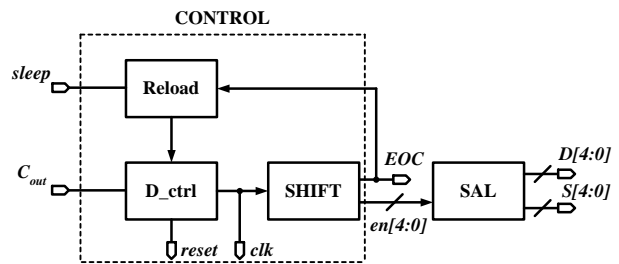 CONTROL
sleep
Reload
EOC
D[4:0]
C_out
D_ctrl
SHIFT
SAL
S[4:0]
en[4:0]
reset
clk